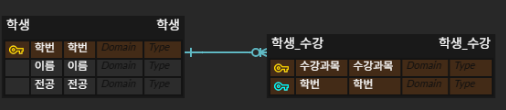 학생 학생
학번 학번 Domain Type
이름 이름 Domain Type
전공 전공 Domain Type
학생_수강 학생_수강
수강과목 수강과목 Domain Type
학번 학번 Domain Type